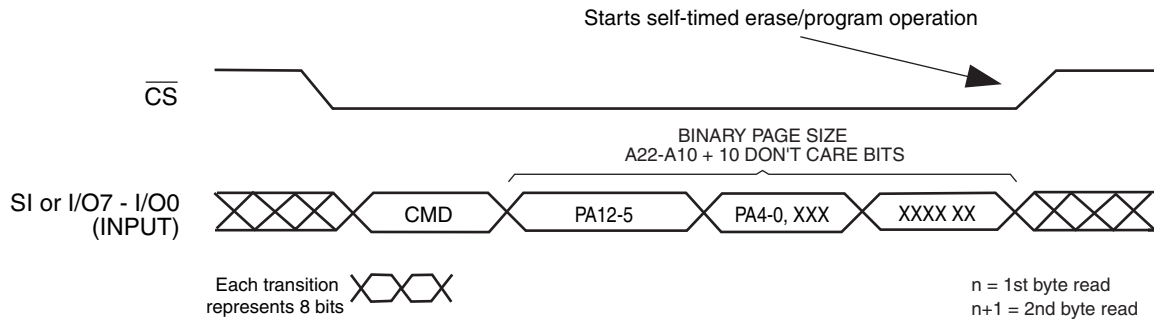 Starts self-timed erase/program operation
CS
BINARY PAGE SIZE
A22-A10 + 10 DON'T CARE BITS
SI or I/O7 - I/O0
(INPUT)
CMD
PA12-5
PA4-0, XXX
XXXX XX
Each transition
represents 8 bits
n = 1st byte read
n+1 = 2nd byte read